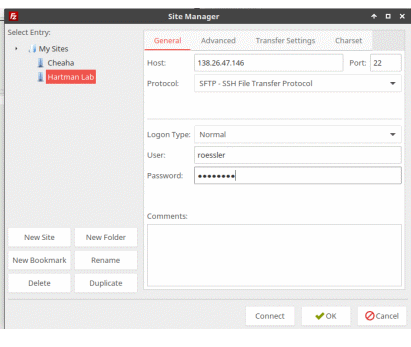 Site Manager
Select Entry:
My Sites
Cheaha
Hartman Lab
New Site New Folder
New Bookmark Rename
Delete Duplicate
General Advanced Transfer Settings Charset
Host: 138.26.47.146 Port: 22
Protocol: SFTP - SSH File Transfer Protocol
Logon Type: Normal
User: roessler
Password: ••••••••
Comments:
Connect OK Cancel